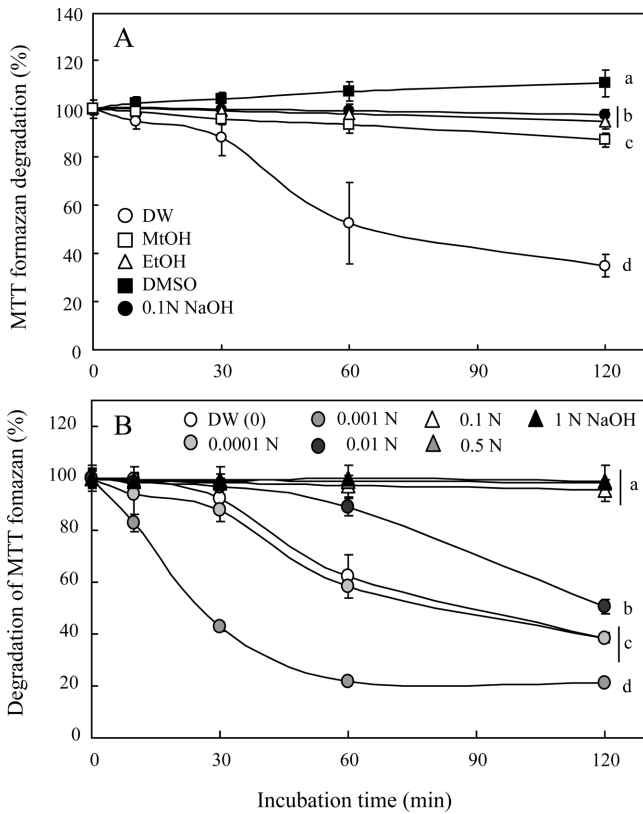 A
MTT formazan degradation (%)
140
120
100
80
60
40
20
0
a
b
c
d
DW
MtOH
EtOH
DMSO
0.1N NaOH
0 30 60 90 120
B
Degradation of MTT fomazan (%)
120
100
80
60
40
20
0
DW (0) 0.001 N 0.1 N 1 N NaOH
0.0001 N 0.01 N 0.5 N
a
b
c
d
0 30 60 90 120
Incubation time (min)